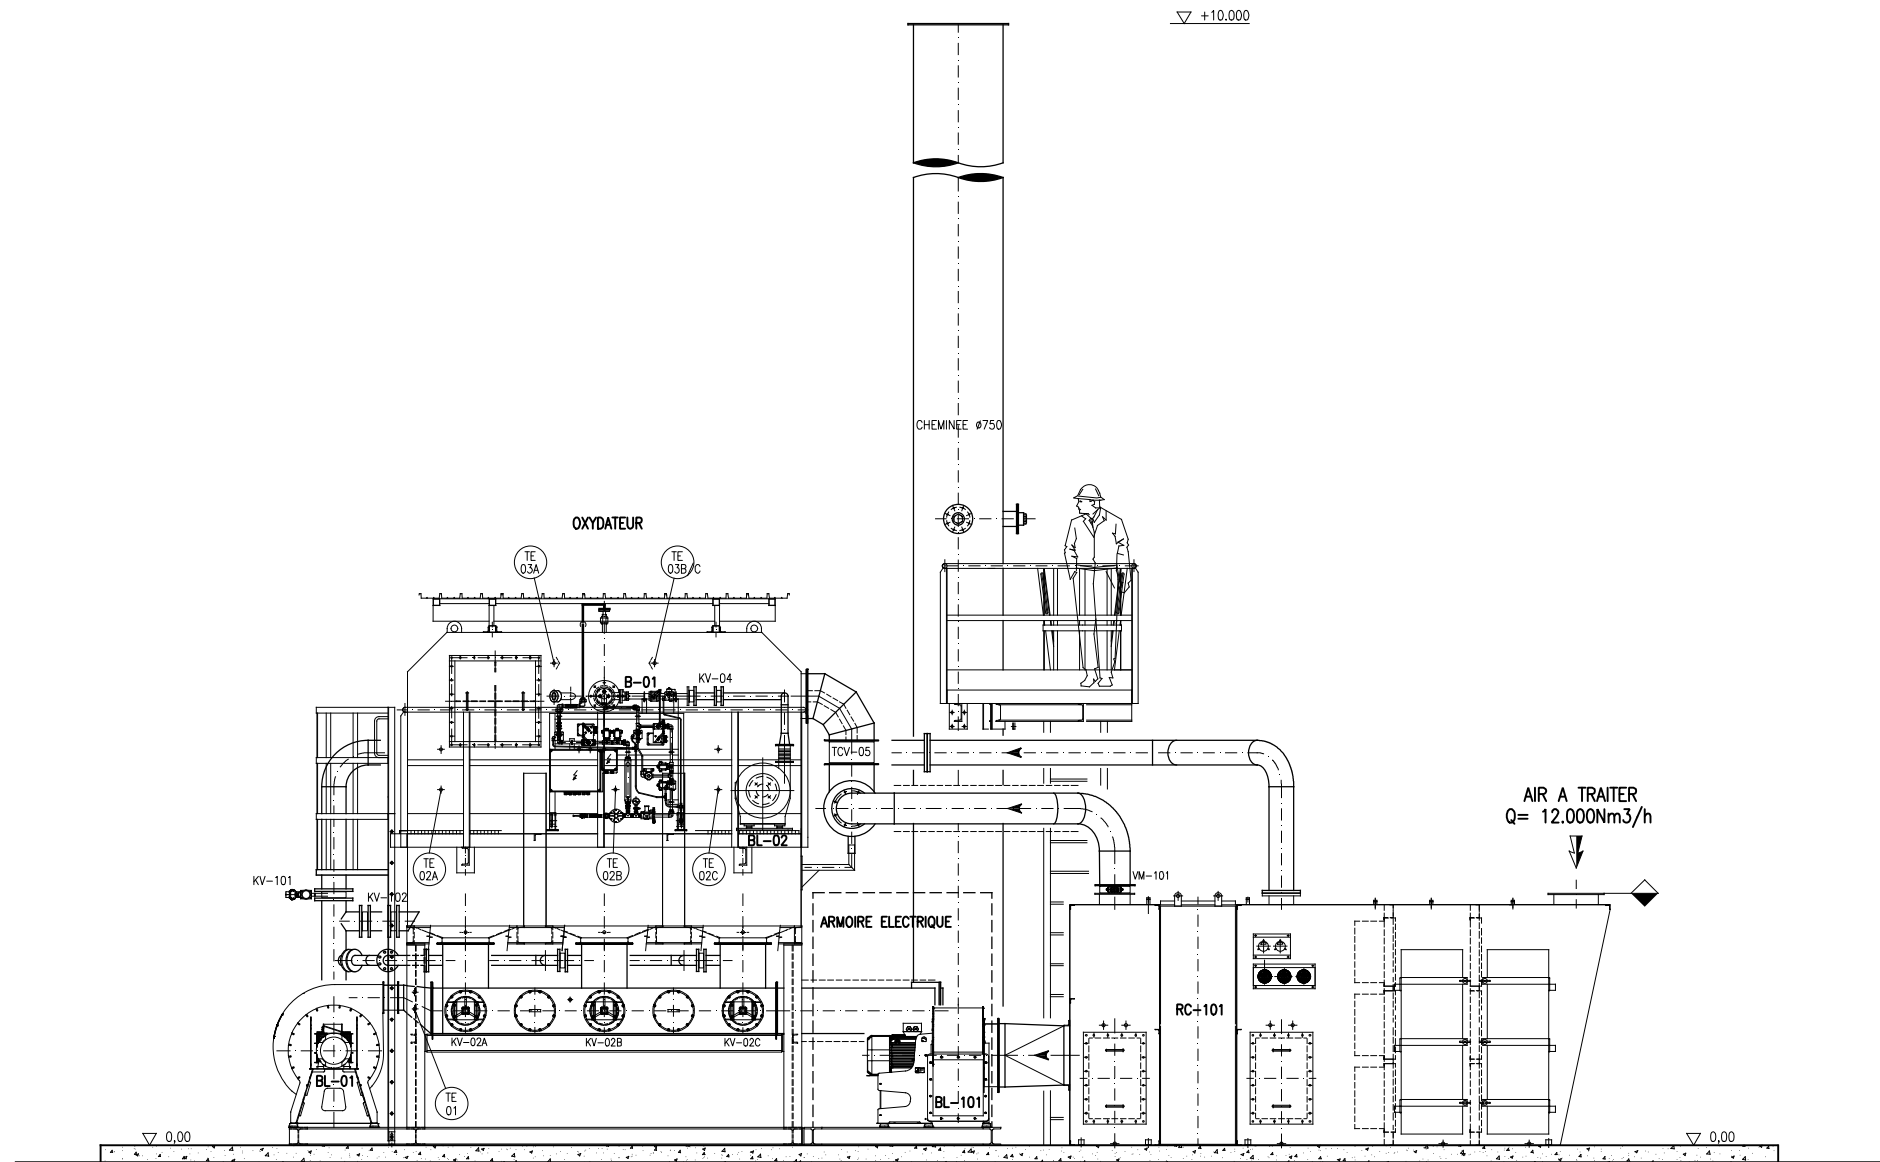 +10.000
CHEMINEE ø750
OXYDATEUR
TE
03A
TE
03B/C
B-01
KV-04
TCV-05
AIR A TRAITER
Q= 12.000Nm3/h
BL-02
TE
02A
TE
02B
TE
02C
KV-101
KV-102
VM-101
ARMOIRE ELECTRIQUE
RC-101
KV-02A
KV-02B
KV-02C
BL-01
TE
01
BL-101
0,00
0,00